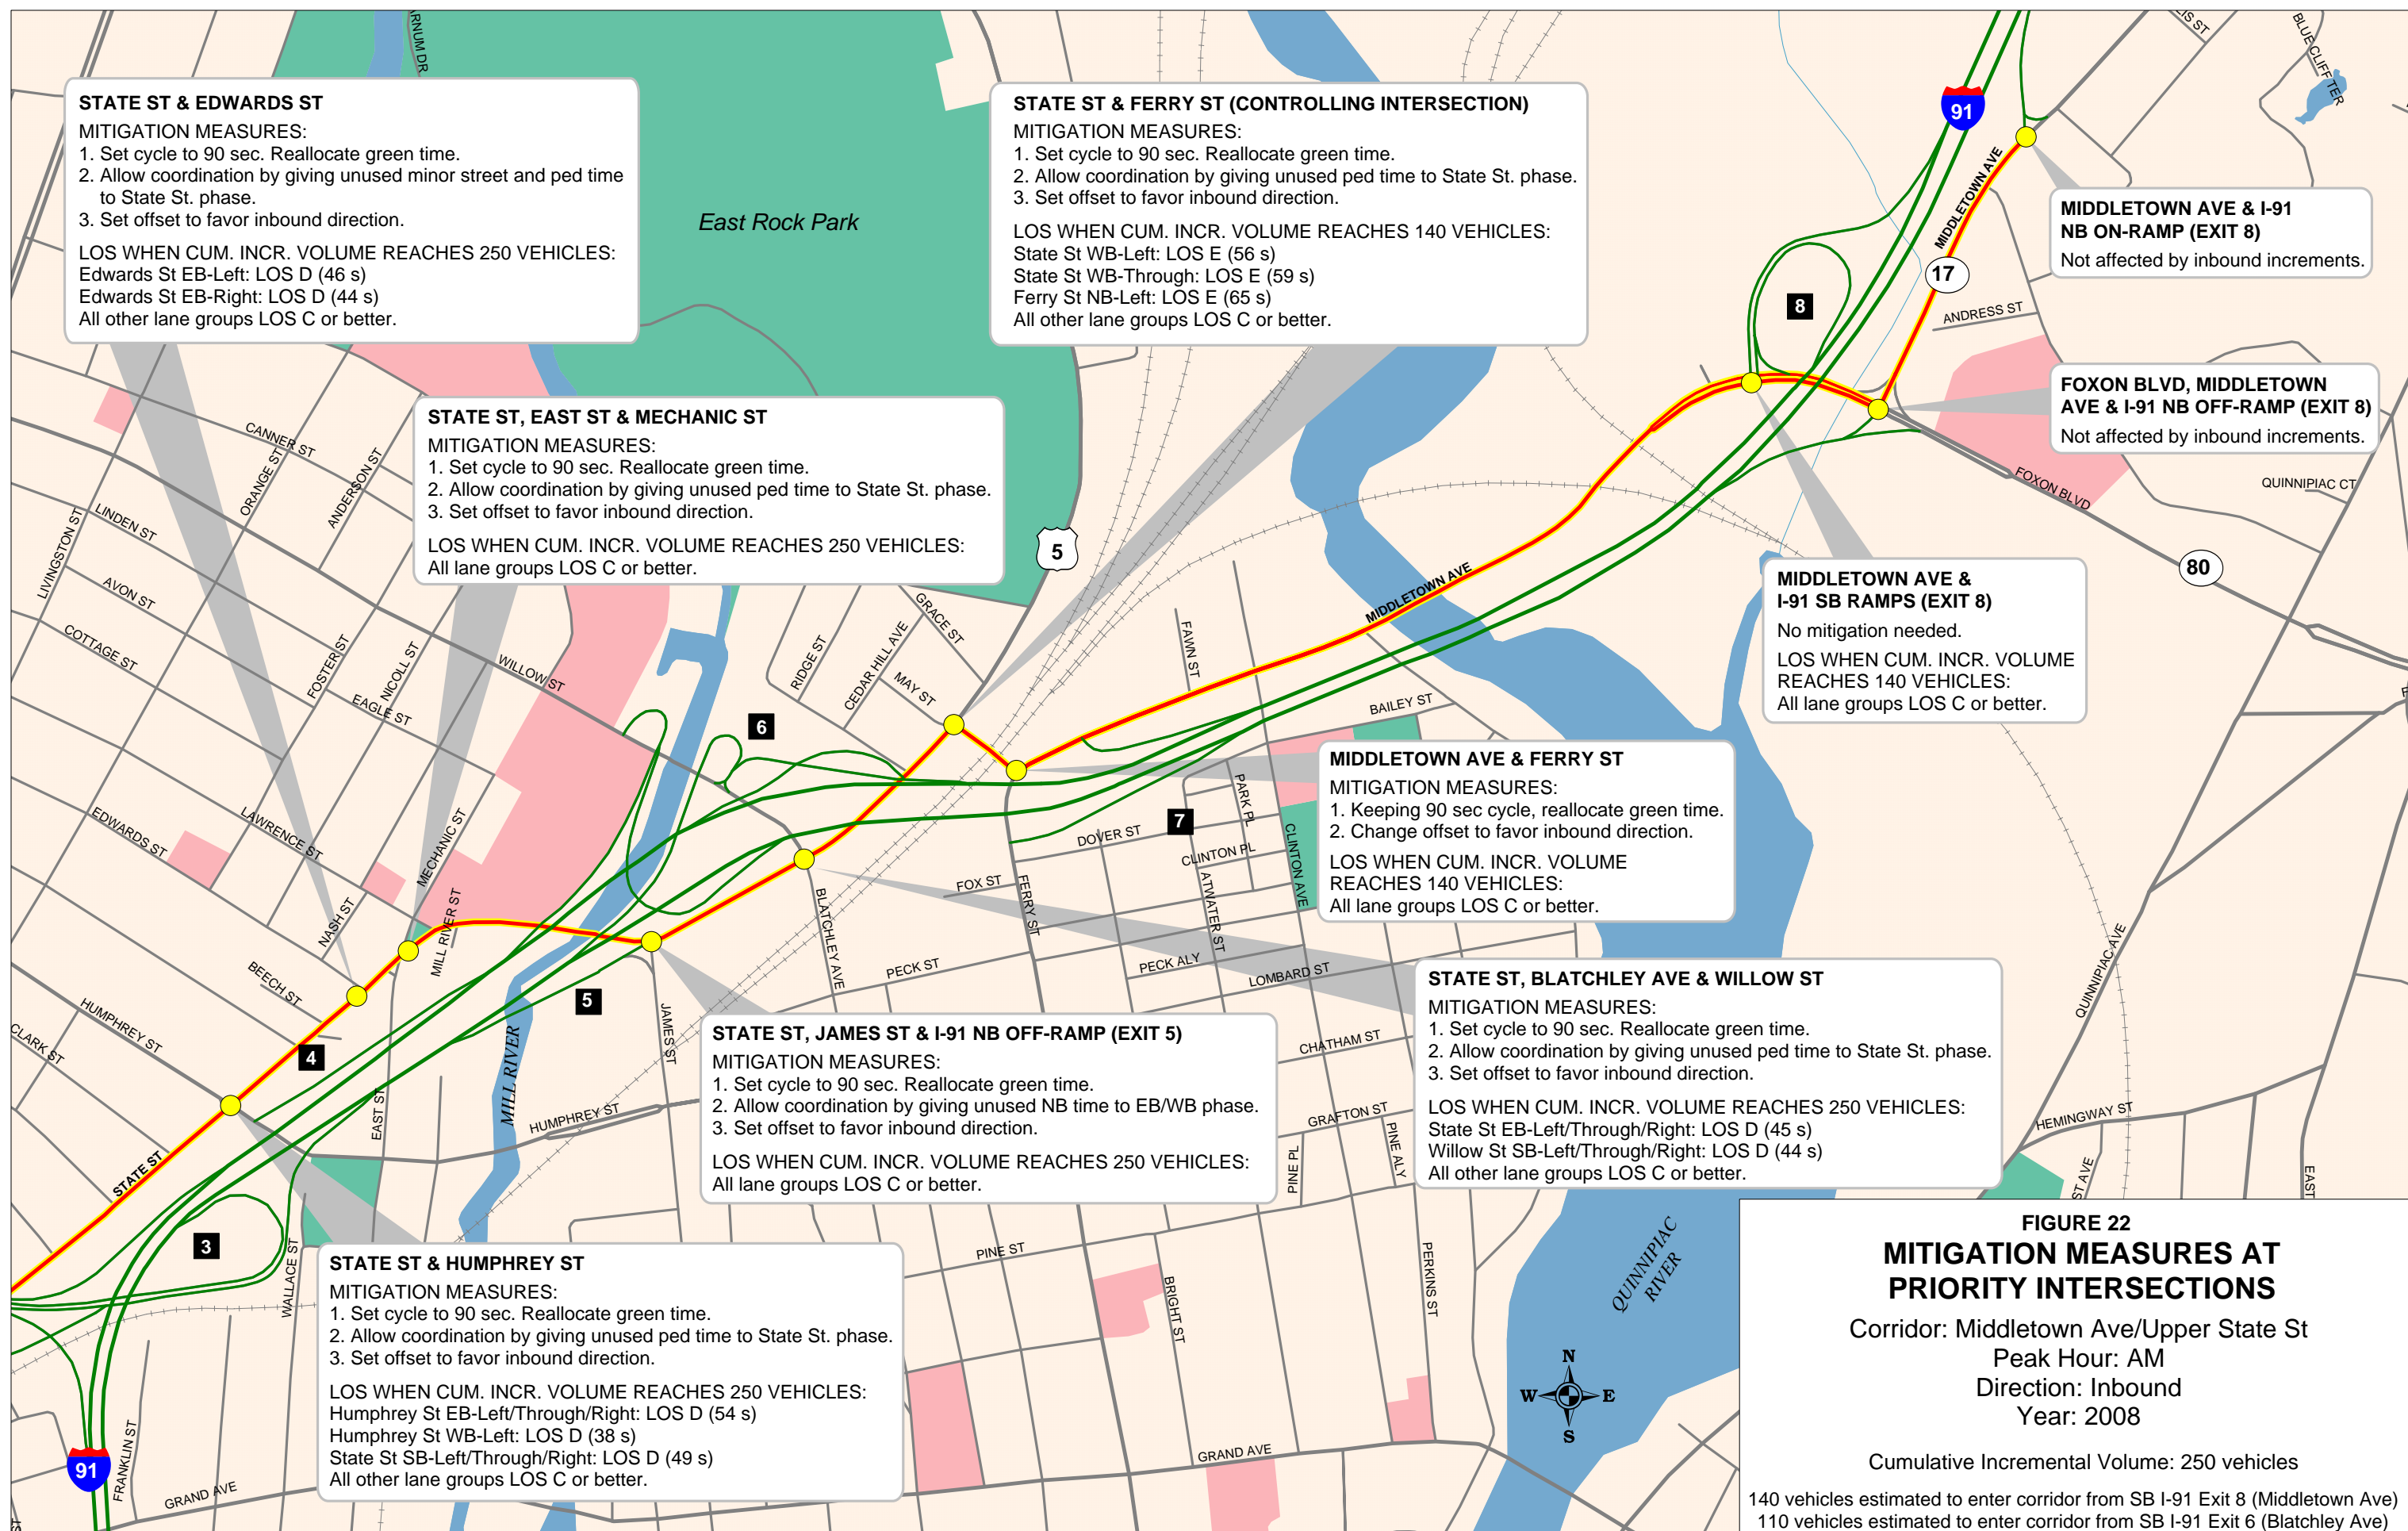 STATE ST & EDWARDS ST
MITIGATION MEASURES:
1. Set cycle to 90 sec. Reallocate green time.
2. Allow coordination by giving unused minor street and ped time
to State St. phase.
3. Set offset to favor inbound direction.
LOS WHEN CUM. INCR. VOLUME REACHES 250 VEHICLES:
Edwards St EB-Left: LOS D (46 s)
Edwards St EB-Right: LOS D (44 s)
All other lane groups LOS C or better.
STATE ST & FERRY ST (CONTROLLING INTERSECTION)
MITIGATION MEASURES:
1. Set cycle to 90 sec. Reallocate green time.
2. Allow coordination by giving unused ped time to State St. phase.
3. Set offset to favor inbound direction.
LOS WHEN CUM. INCR. VOLUME REACHES 140 VEHICLES:
State St WB-Left: LOS E (56 s)
State St WB-Through: LOS E (59 s)
Ferry St NB-Left: LOS E (65 s)
All other lane groups LOS C or better.
MIDDLETOWN AVE & I-91
NB ON-RAMP (EXIT 8)
Not affected by inbound increments.
FOXON BLVD, MIDDLETOWN
AVE & I-91 NB OFF-RAMP (EXIT 8)
Not affected by inbound increments.
STATE ST, EAST ST & MECHANIC ST
MITIGATION MEASURES:
1. Set cycle to 90 sec. Reallocate green time.
2. Allow coordination by giving unused ped time to State St. phase.
3. Set offset to favor inbound direction.
LOS WHEN CUM. INCR. VOLUME REACHES 250 VEHICLES:
All lane groups LOS C or better.
MIDDLETOWN AVE &
I-91 SB RAMPS (EXIT 8)
No mitigation needed.
LOS WHEN CUM. INCR. VOLUME
REACHES 140 VEHICLES:
All lane groups LOS C or better.
MIDDLETOWN AVE & FERRY ST
MITIGATION MEASURES:
1. Keeping 90 sec cycle, reallocate green time.
2. Change offset to favor inbound direction.
LOS WHEN CUM. INCR. VOLUME
REACHES 140 VEHICLES:
All lane groups LOS C or better.
STATE ST, BLATCHLEY AVE & WILLOW ST
MITIGATION MEASURES:
1. Set cycle to 90 sec. Reallocate green time.
2. Allow coordination by giving unused ped time to State St. phase.
3. Set offset to favor inbound direction.
LOS WHEN CUM. INCR. VOLUME REACHES 250 VEHICLES:
State St EB-Left/Through/Right: LOS D (45 s)
Willow St SB-Left/Through/Right: LOS D (44 s)
All other lane groups LOS C or better.
STATE ST, JAMES ST & I-91 NB OFF-RAMP (EXIT 5)
MITIGATION MEASURES:
1. Set cycle to 90 sec. Reallocate green time.
2. Allow coordination by giving unused NB time to EB/WB phase.
3. Set offset to favor inbound direction.
LOS WHEN CUM. INCR. VOLUME REACHES 250 VEHICLES:
All lane groups LOS C or better.
STATE ST & HUMPHREY ST
MITIGATION MEASURES:
1. Set cycle to 90 sec. Reallocate green time.
2. Allow coordination by giving unused ped time to State St. phase.
3. Set offset to favor inbound direction.
LOS WHEN CUM. INCR. VOLUME REACHES 250 VEHICLES:
Humphrey St EB-Left/Through/Right: LOS D (54 s)
Humphrey St WB-Left: LOS D (38 s)
State St SB-Left/Through/Right: LOS D (49 s)
All other lane groups LOS C or better.
FIGURE 22
MITIGATION MEASURES AT
PRIORITY INTERSECTIONS
Corridor: Middletown Ave/Upper State St
Peak Hour: AM
Direction: Inbound
Year: 2008
Cumulative Incremental Volume: 250 vehicles
140 vehicles estimated to enter corridor from SB I-91 Exit 8 (Middletown Ave)
110 vehicles estimated to enter corridor from SB I-91 Exit 6 (Blatchley Ave)
East Rock Park
BLUE CLIFF TER
91
MIDDLETOWN AVE
17
ANDRESS ST
8
FOXON BLVD
QUINNIPIAC CT
80
5
MIDDLETOWN AVE
CANNER ST
ORANGE ST
ANDERSON ST
LIVINGSTON ST
LINDEN ST
AVON ST
COTTAGE ST
FOSTER ST
NICOLL ST
EAGLE ST
WILLOW ST
GRACE ST
RIDGE ST
CEDAR HILL AVE
MAY ST
6
FAWN ST
BAILEY ST
PARK PL
7
DOVER ST
CLINTON PL
CLINTON AVE
ATWATER ST
FOX ST
FERRY ST
BLATCHLEY AVE
PECK ST
PECK ALY
LOMBARD ST
EDWARDS ST
LAWRENCE ST
MECHANIC ST
NASH ST
MILL RIVER ST
BEECH ST
HUMPHREY ST
CLARK ST
4
5
MILL RIVER
JAMES ST
EAST ST
HUMPHREY ST
STATE ST
3
WALLACE ST
CHATHAM ST
GRAFTON ST
PINE PL
PINE ALY
QUINNIPIAC AVE
HEMINGWAY ST
ST AVE
EAST
PINE ST
BRIGHT ST
PERKINS ST
QUINNIPIAC
RIVER
N
W
E
S
91
FRANKLIN ST
GRAND AVE
GRAND AVE